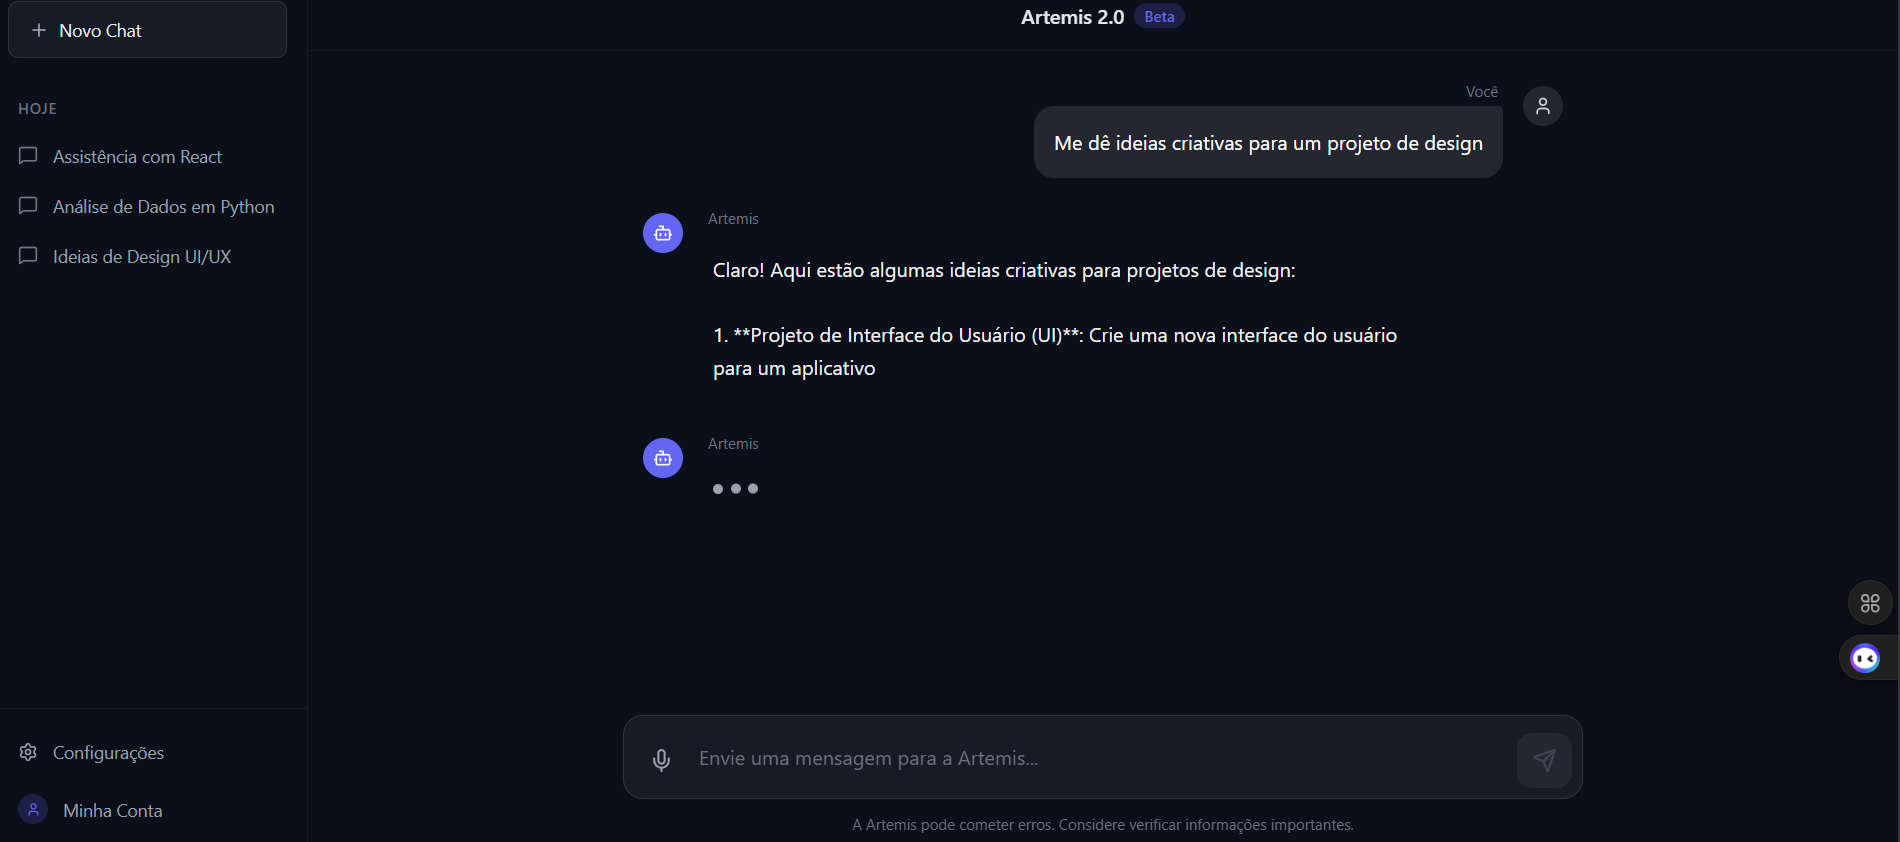 Novo Chat
HOJE
Assistência com React
Análise de Dados em Python
Ideias de Design UI/UX
Configurações
Minha Conta
Artemis 2.0 Beta
Você
Me dê ideias criativas para um projeto de design
Artemis
Claro! Aqui estão algumas ideias criativas para projetos de design:
1. **Projeto de Interface do Usuário (UI)**: Crie uma nova interface do usuário
para um aplicativo
Artemis
Envie uma mensagem para a Artemis...
A Artemis pode cometer erros. Considere verificar informações importantes.